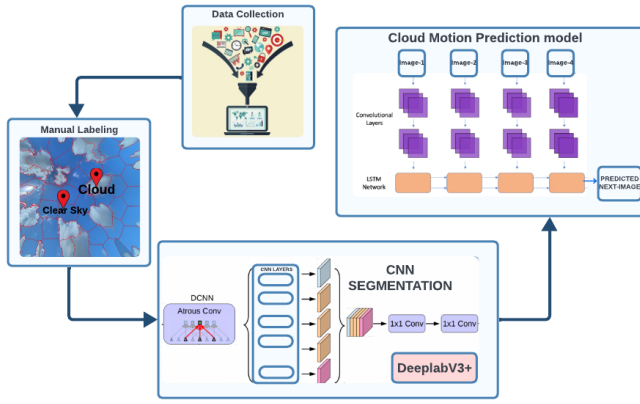 Data Collection
Manual Labeling
Cloud
Clear Sky
DCNN
Atrous Conv
CNN LAYERS
CNN
SEGMENTATION
1x1 Conv
1x1 Conv
DeeplabV3+
Cloud Motion Prediction model
Image-1
Image-2
Image-3
Image-4
Convolutional
Layers
LSTM
Network
PREDICTED
NEXT-IMAGE